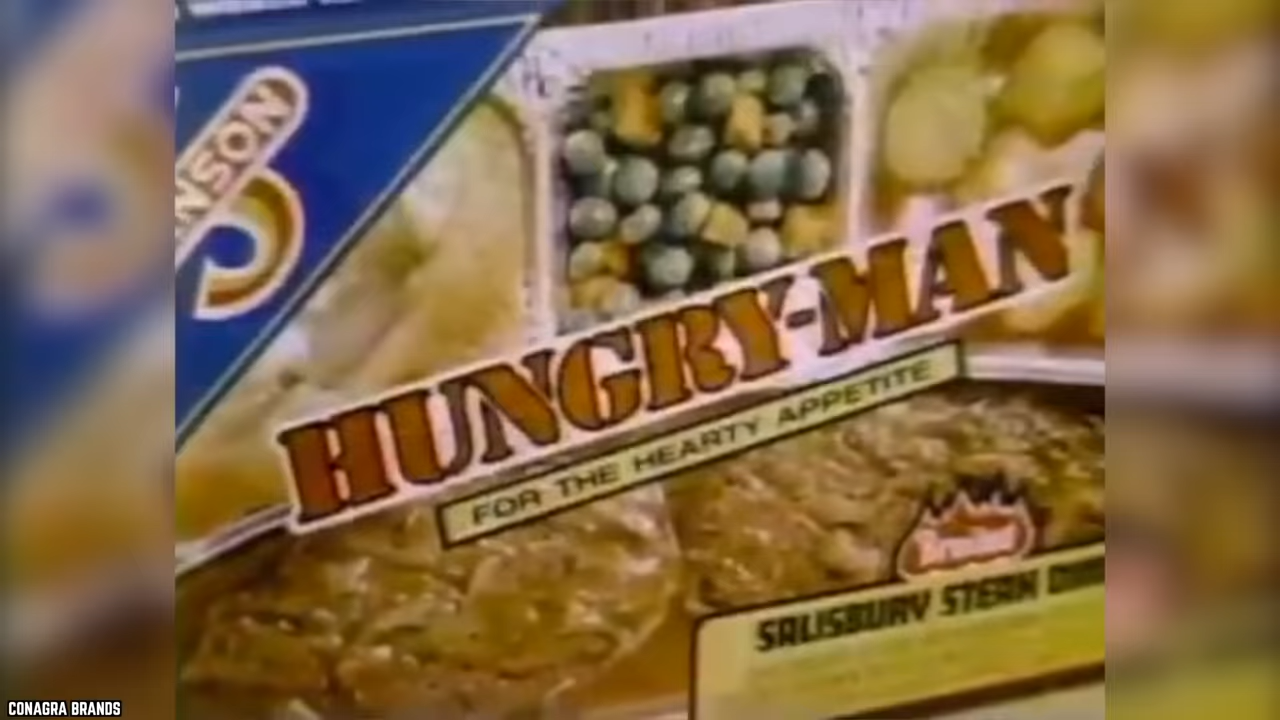 NSON
HUNGRY-MAN
FOR THE HEARTY APPETITE
SALISBURY STEAK
CONAGRA BRANDS